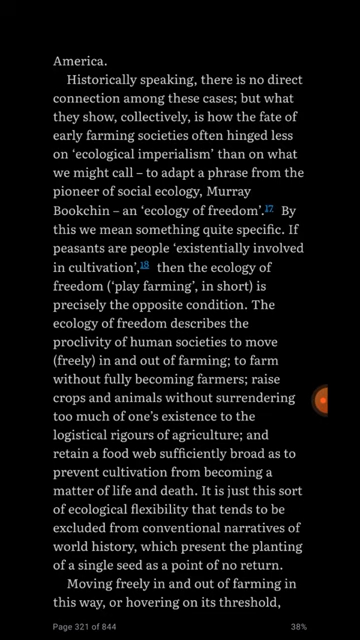 America.
Historically speaking, there is no direct
connection among these cases; but what
they show, collectively, is how the fate of
early farming societies often hinged less
on ‘ecological imperialism’ than on what
we might call – to adapt a phrase from the
pioneer of social ecology, Murray
Bookchin – an ‘ecology of freedom’.17 By
this we mean something quite specific. If
peasants are people ‘existentially involved
in cultivation’,18 then the ecology of
freedom (‘play farming’, in short) is
precisely the opposite condition. The
ecology of freedom describes the
proclivity of human societies to move
(freely) in and out of farming; to farm
without fully becoming farmers; raise
crops and animals without surrendering
too much of one’s existence to the
logistical rigours of agriculture; and
retain a food web sufficiently broad as to
prevent cultivation from becoming a
matter of life and death. It is just this sort
of ecological flexibility that tends to be
excluded from conventional narratives of
world history, which present the planting
of a single seed as a point of no return.
Moving freely in and out of farming in
this way, or hovering on its threshold,
Page 321 of 844 38%